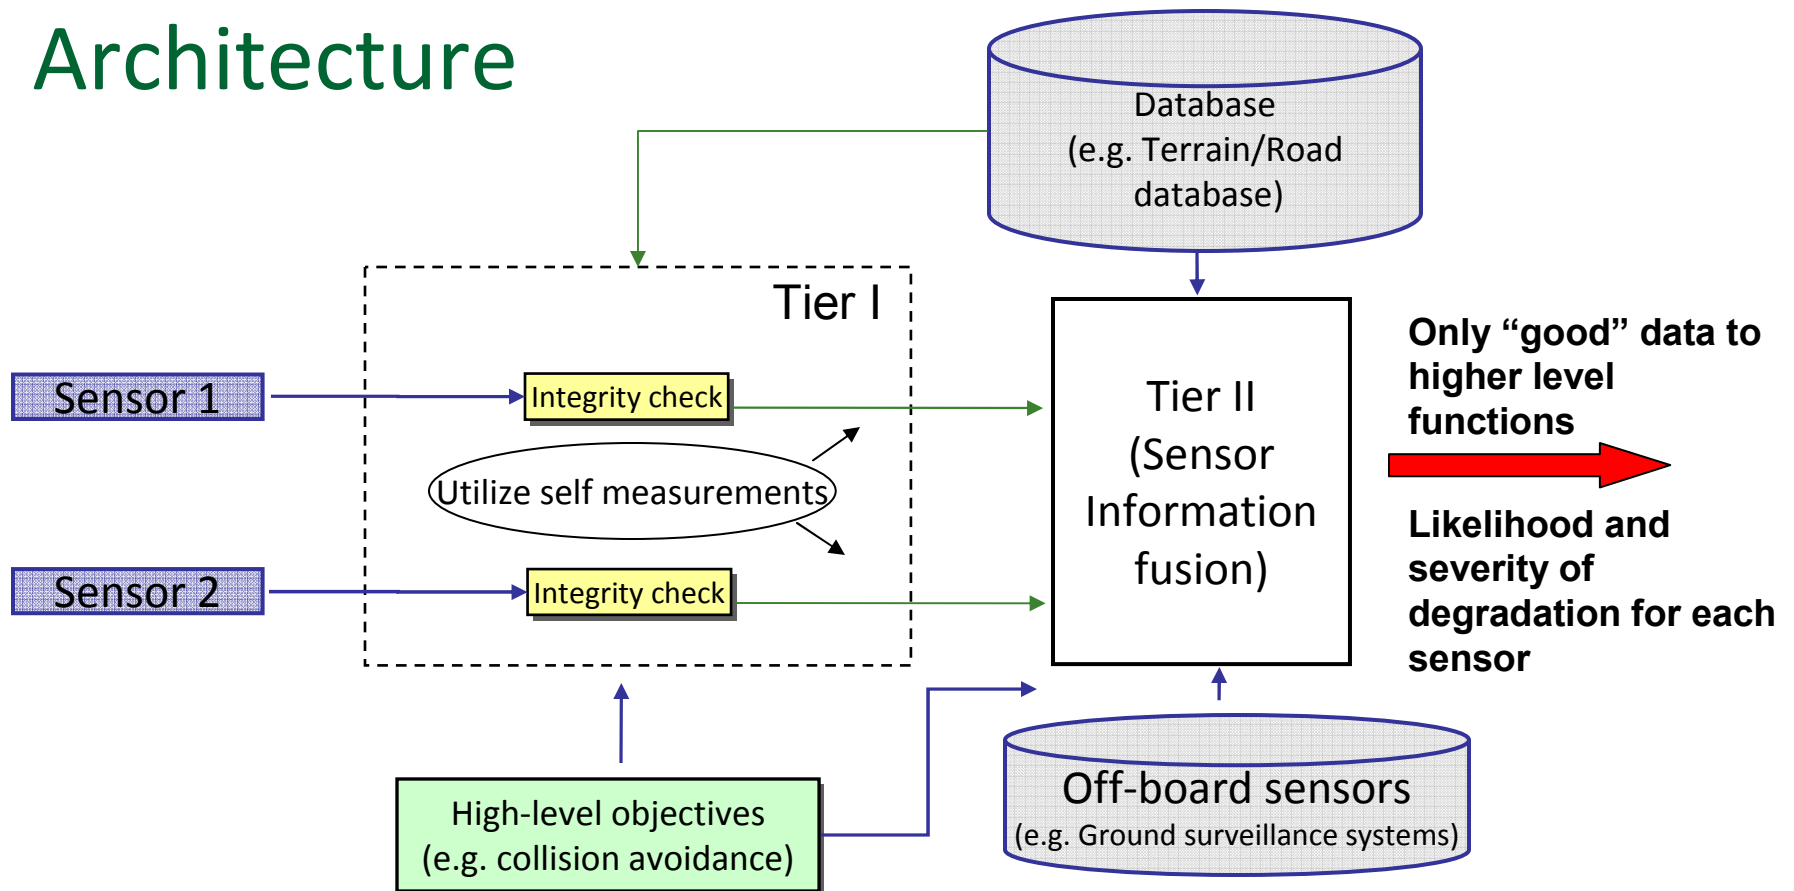 Architecture
Database
(e.g. Terrain/Road
database)
Tier I
Sensor 1
Integrity check
Utilize self measurements
Sensor 2
Integrity check
Tier II
(Sensor
Information
fusion)
Only “good” data to
higher level
functions
Likelihood and
severity of
degradation for each
sensor
High-level objectives
(e.g. collision avoidance)
Off-board sensors
(e.g. Ground surveillance systems)